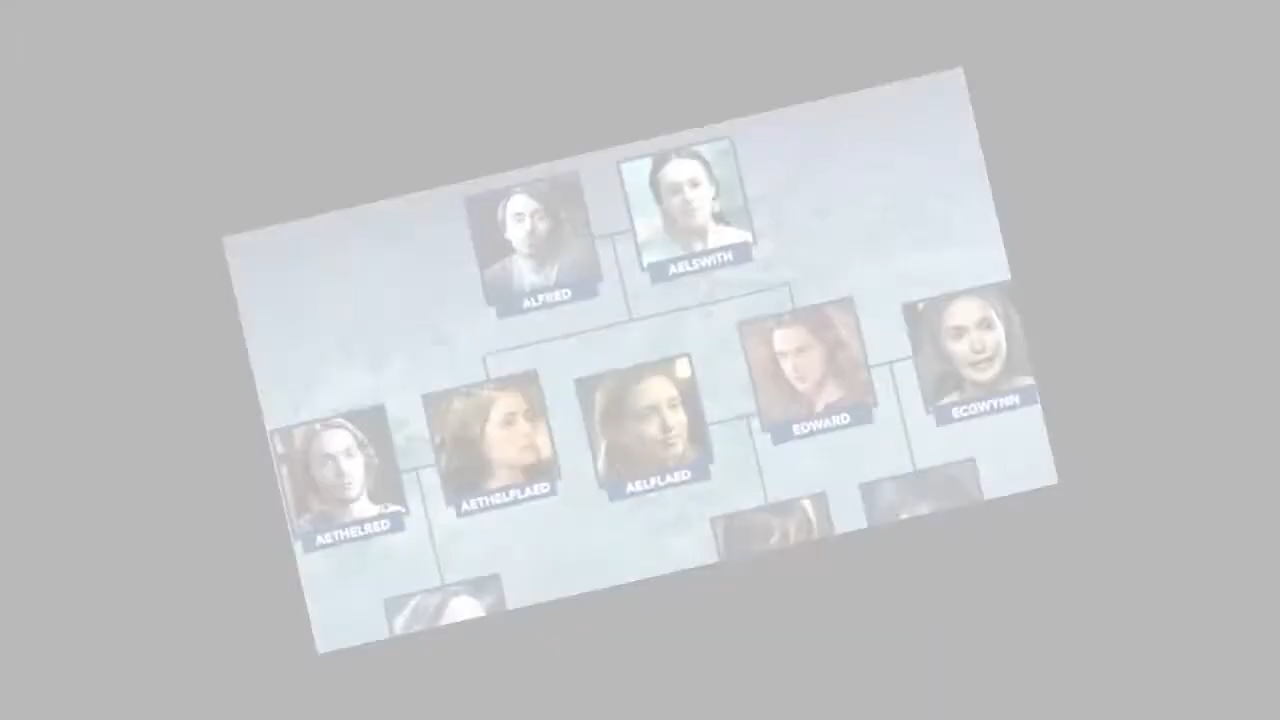 ALFRED
AELSWITH
AETHELRED
AETHELFLAED
AELFLAED
EDWARD
ECGWYNN